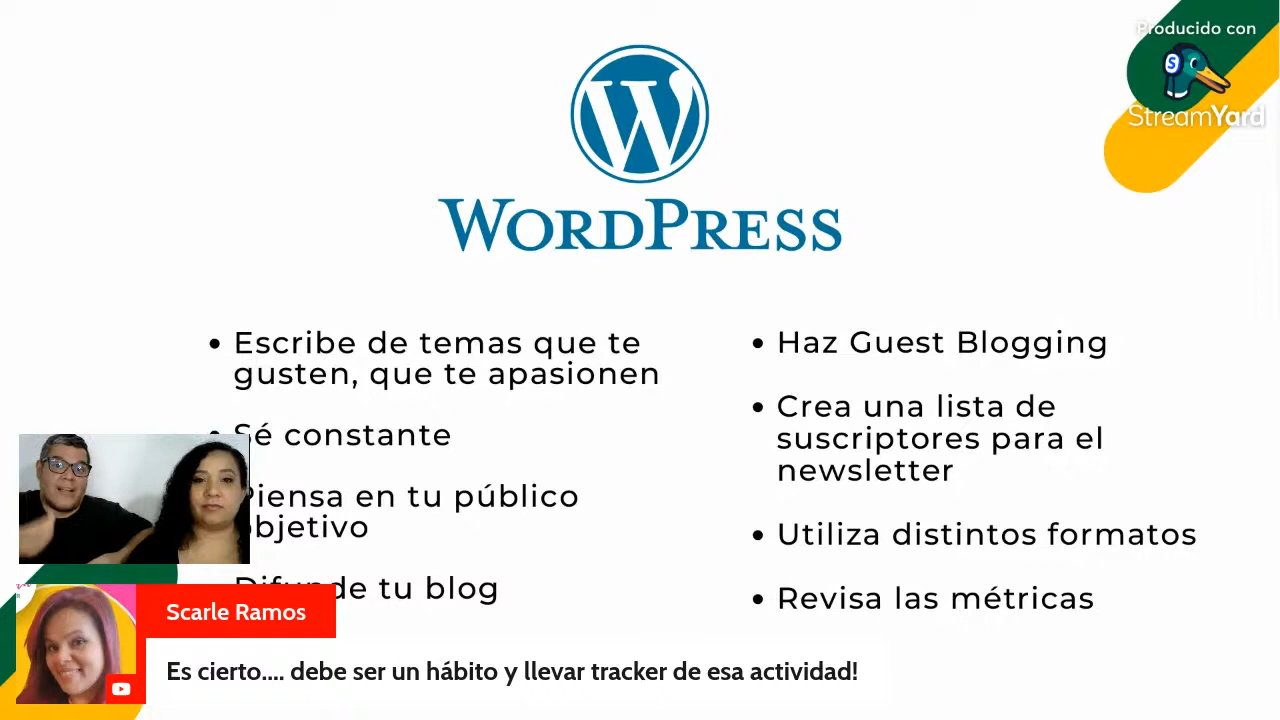 Producido con
StreamYard
WORDPRESS
Escribe de temas que te
gusten, que te apasionen
Sé constante
Piensa en tu público
objetivo
Difunde tu blog
Haz Guest Blogging
Crea una lista de
suscriptores para el
newsletter
Utiliza distintos formatos
Revisa las métricas
Scarle Ramos
Es cierto.... debe ser un hábito y llevar tracker de esa actividad!